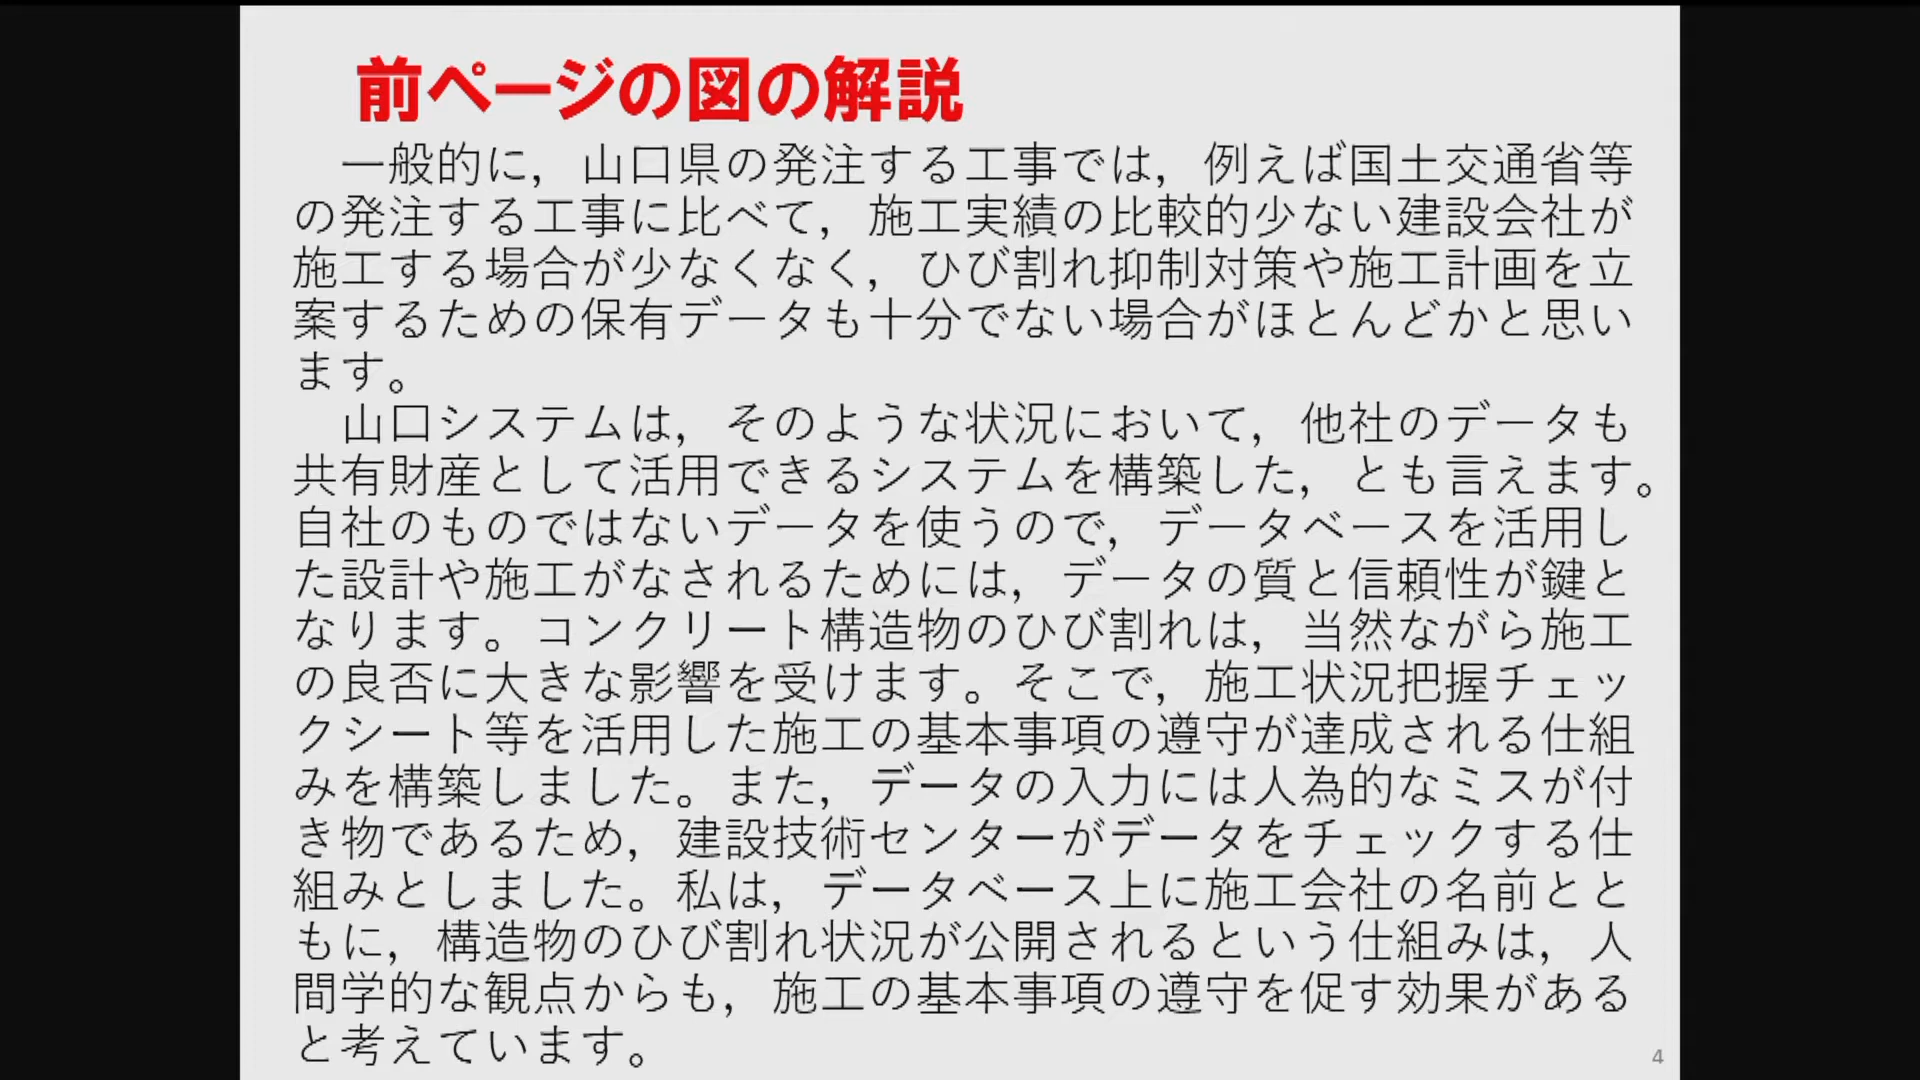 前ページの図の解説
一般的に，山口県の発注する工事では，例えば国土交通省等
の発注する工事に比べて，施工実績の比較的少ない建設会社が
施工する場合が少なくなく，ひび割れ抑制対策や施工計画を立
案するための保有データも十分でない場合がほとんどかと思い
ます。
山口システムは，そのような状況において，他社のデータも
共有財産として活用できるシステムを構築した，とも言えます。
自社のものではないデータを使うので，データベースを活用し
た設計や施工がなされるためには，データの質と信頼性が鍵と
なります。コンクリート構造物のひび割れは，当然ながら施工
の良否に大きな影響を受けます。そこで，施工状況把握チェッ
クシート等を活用した施工の基本事項の遵守が達成される仕組
みを構築しました。また，データの入力には人為的なミスが付
き物であるため，建設技術センターがデータをチェックする仕
組みとしました。私は，データベース上に施工会社の名前とと
もに，構造物のひび割れ状況が公開されるという仕組みは，人
間学的な観点からも，施工の基本事項の遵守を促す効果がある
と考えています。
4